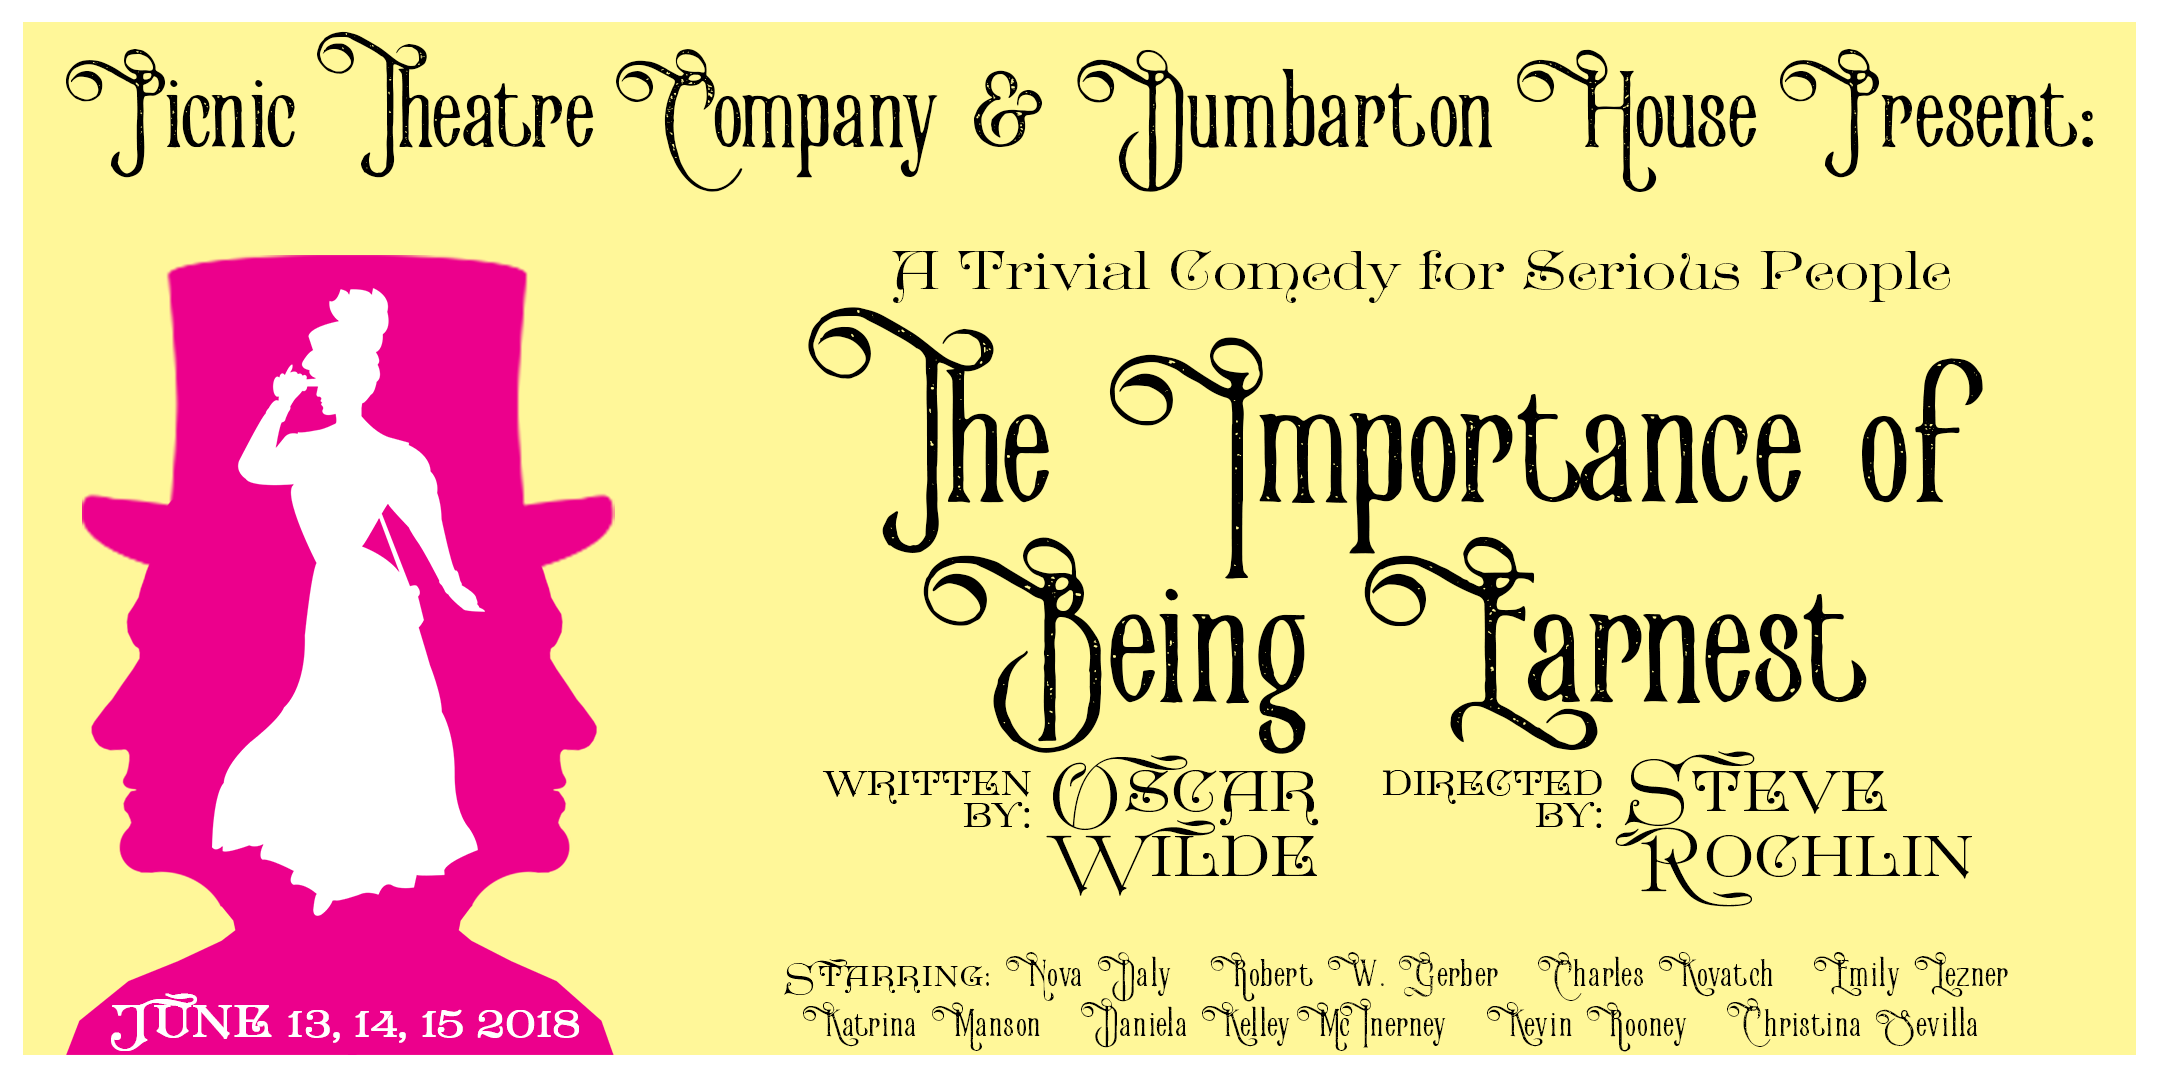 Picnic Theatre Company & Dumbarton House Present:
A Trivial Comedy for Serious People
The Importance of
Being Earnest
WRITTEN BY: OSCAR WILDE
DIRECTED BY: STEVE ROCHLIN
STARRING: Nova Daly Robert W. Gerber Charles Kovatch Emily Lezner
Katrina Manson Daniela Kelley McInerney Kevin Rooney Christina Sevilla
JUNE 13, 14, 15 2018